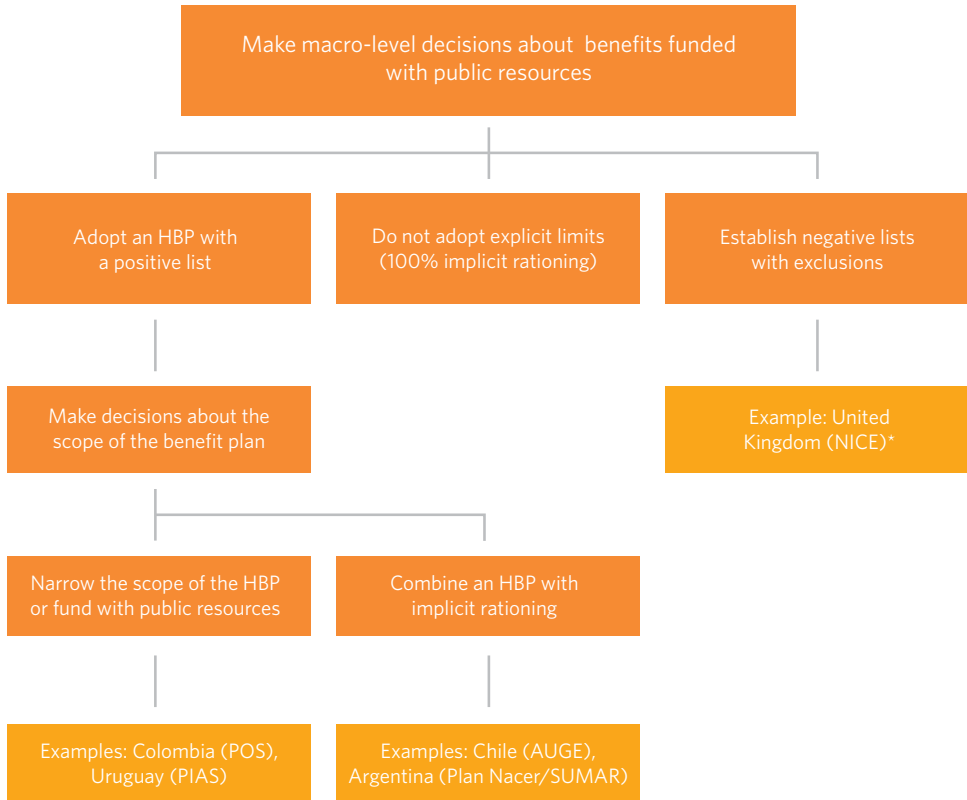 Make macro-level decisions about benefits funded
with public resources
Adopt an HBP with
a positive list
Do not adopt explicit limits
(100% implicit rationing)
Establish negative lists
with exclusions
Make decisions about the
scope of the benefit plan
Example: United
Kingdom (NICE)*
Narrow the scope of the HBP
or fund with public resources
Combine an HBP with
implicit rationing
Examples: Colombia (POS),
Uruguay (PIAS)
Examples: Chile (AUGE),
Argentina (Plan Nacer/SUMAR)